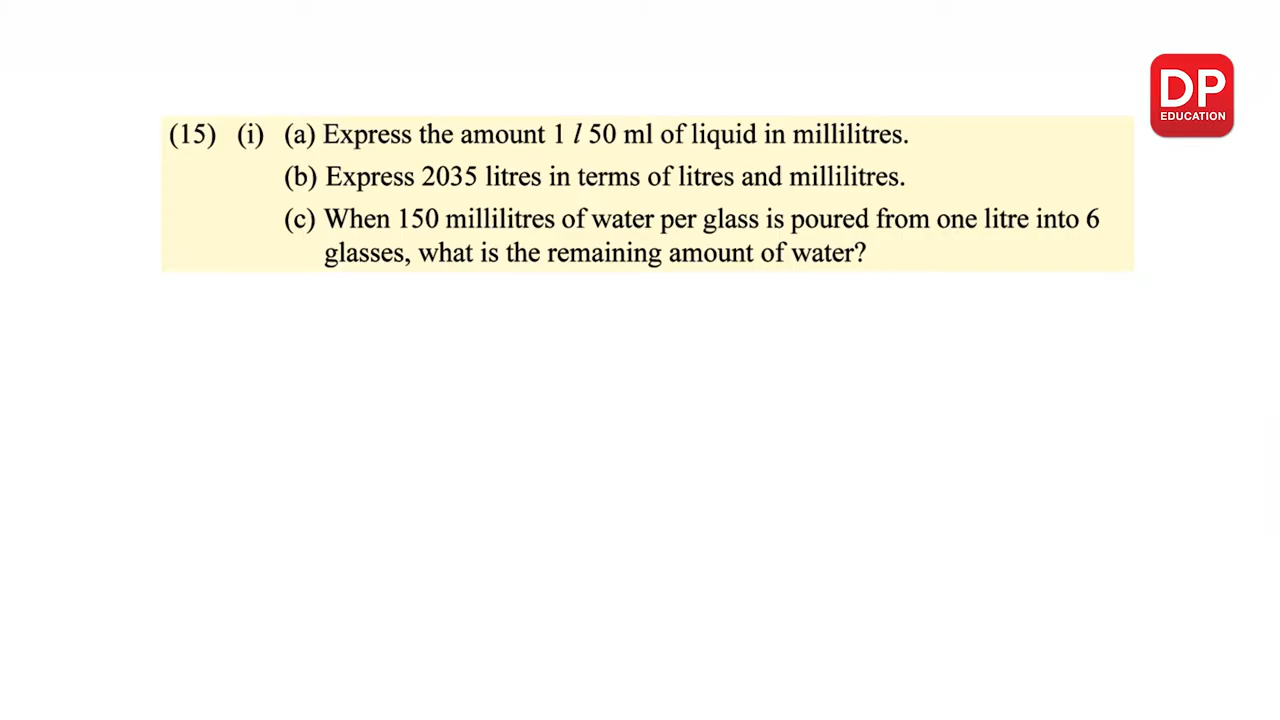 DP
EDUCATION
(15) (i) (a) Express the amount 1 l 50 ml of liquid in millilitres.
(b) Express 2035 litres in terms of litres and millilitres.
(c) When 150 millilitres of water per glass is poured from one litre into 6
glasses, what is the remaining amount of water?